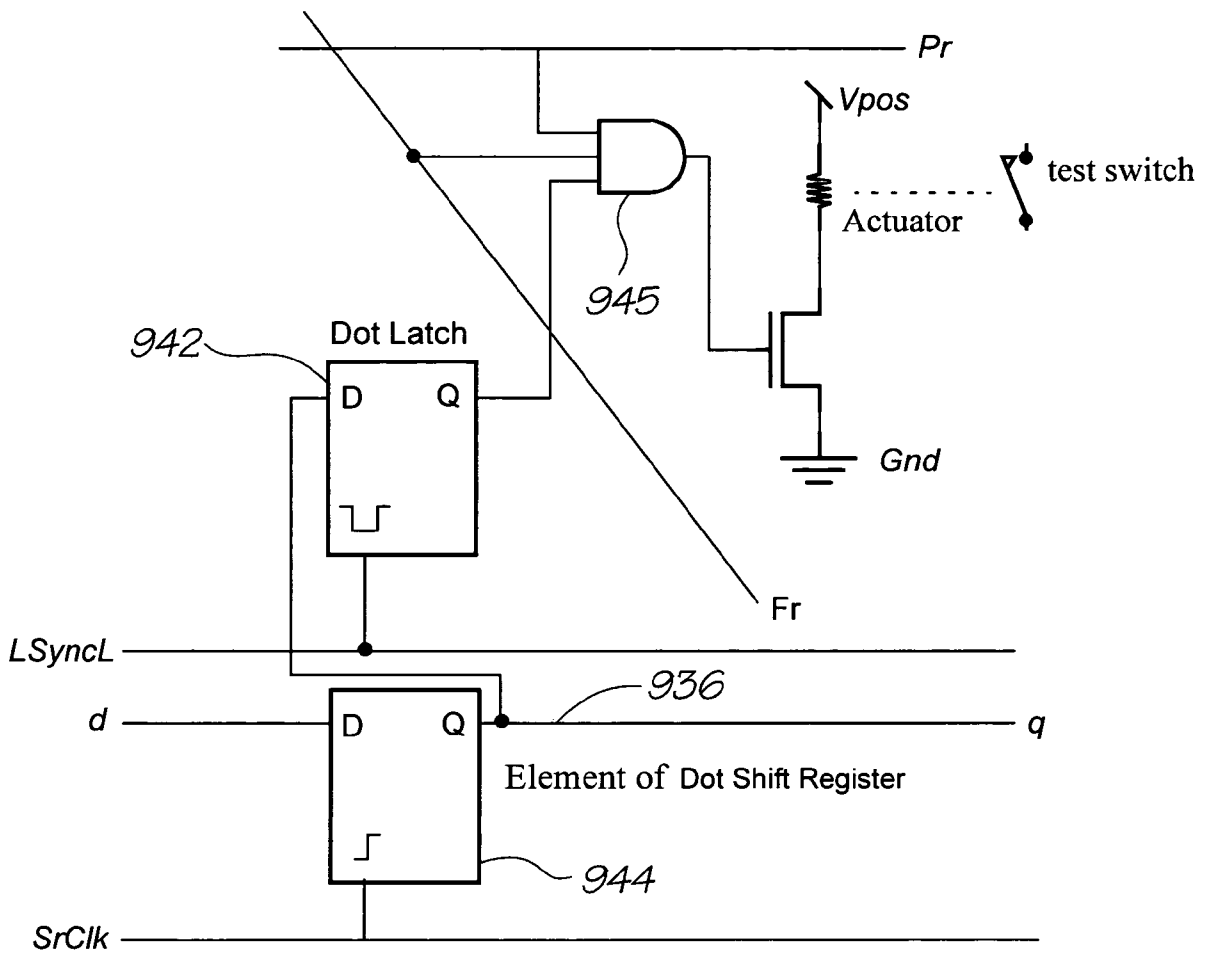 Pr
Vpos
test switch
Actuator
945
Dot Latch
942
D Q
Gnd
Fr
LSyncL
936
d D Q q
Element of Dot Shift Register
944
SrClk